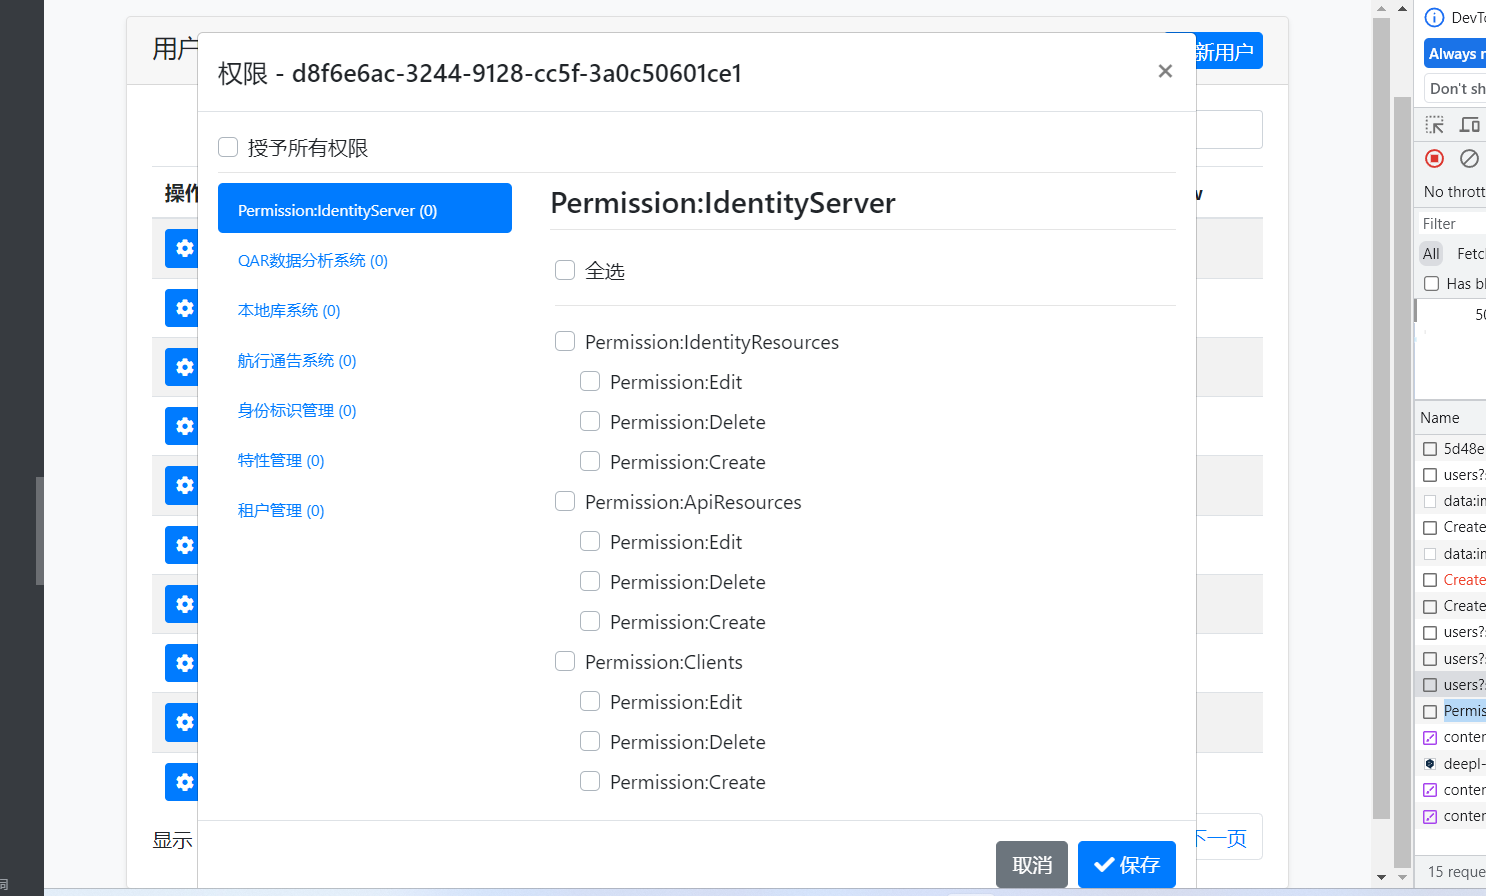 用户
新用户
权限 - d8f6e6ac-3244-9128-cc5f-3a0c50601ce1
授予所有权限
操作
Permission:IdentityServer (0)
QAR数据分析系统 (0)
本地库系统 (0)
航行通告系统 (0)
身份标识管理 (0)
特性管理 (0)
租户管理 (0)
Permission:IdentityServer
全选
Permission:IdentityResources
Permission:Edit
Permission:Delete
Permission:Create
Permission:ApiResources
Permission:Edit
Permission:Delete
Permission:Create
Permission:Clients
Permission:Edit
Permission:Delete
Permission:Create
显示
下一页
取消
保存
DevTo
Always r
Don't sh
No thrott
Filter
All
Fetc
Has bl
50
Name
5d48e
users?
data:in
Create
data:in
Create
Create
users?
users?
users?
Permis
conter
deepl-
conter
conter
15 reque